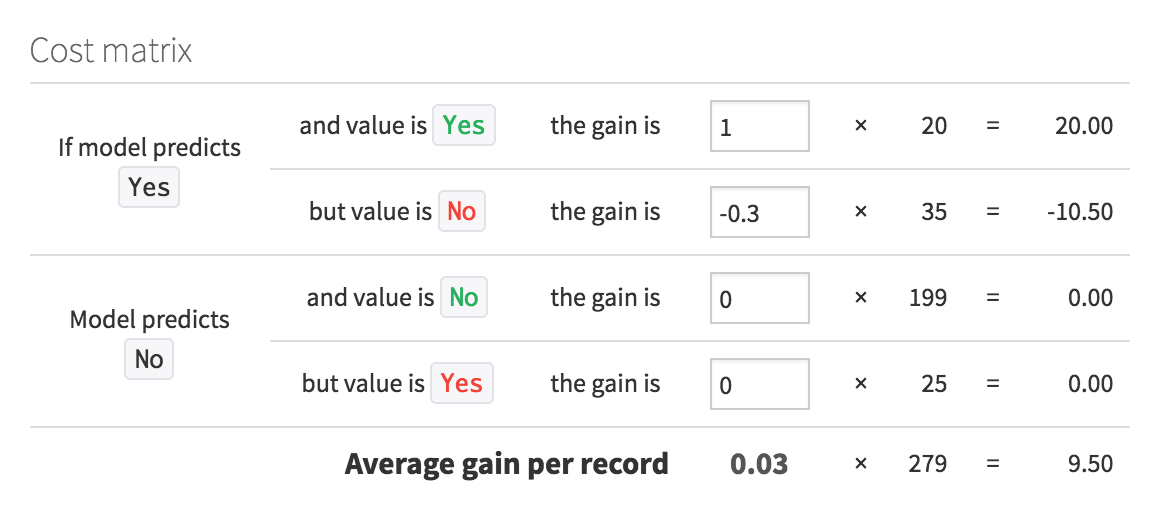 Cost matrix
If model predicts
Yes
and value is Yes the gain is 1 × 20 = 20.00
but value is No the gain is -0.3 × 35 = -10.50
Model predicts
No
and value is No the gain is 0 × 199 = 0.00
but value is Yes the gain is 0 × 25 = 0.00
Average gain per record 0.03 × 279 = 9.50